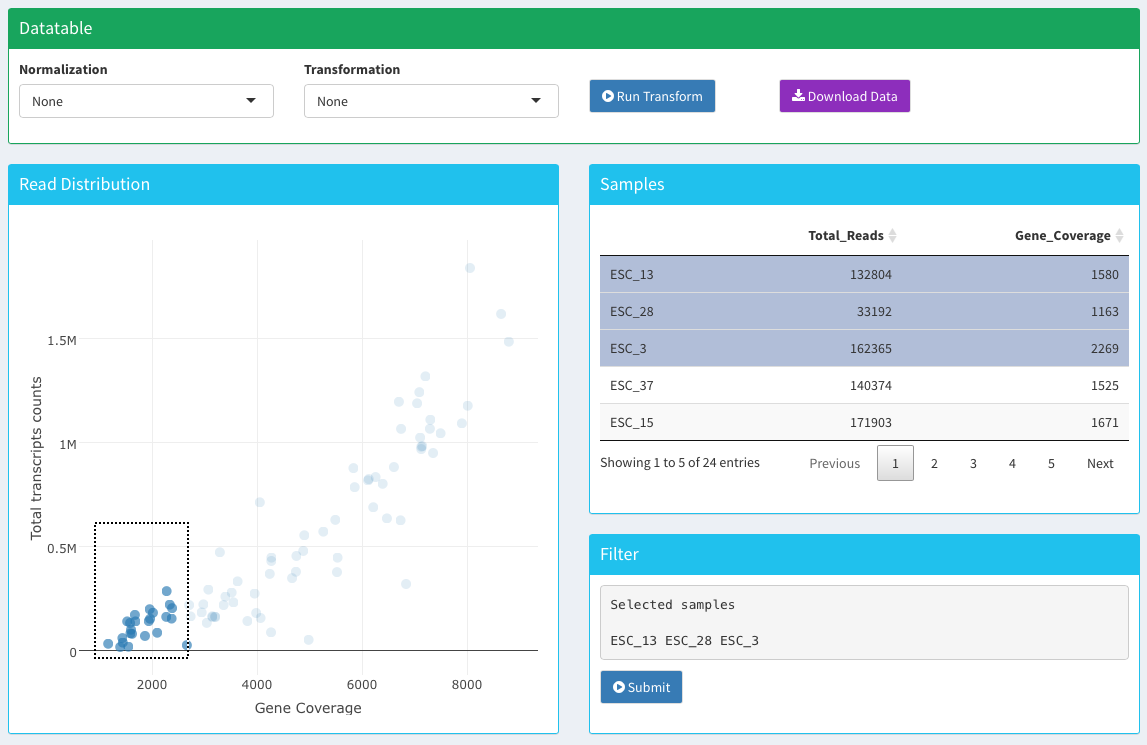 Datatable
Normalization
Transformation
None
None
Run Transform
Download Data
Read Distribution
1.5M
1M
0.5M
0
Total transcripts counts
2000 4000 6000 8000
Gene Coverage
Samples
Total_Reads Gene_Coverage
ESC_13 132804 1580
ESC_28 33192 1163
ESC_3 162365 2269
ESC_37 140374 1525
ESC_15 171903 1671
Showing 1 to 5 of 24 entries Previous 1 2 3 4 5 Next
Filter
Selected samples
ESC_13 ESC_28 ESC_3
Submit